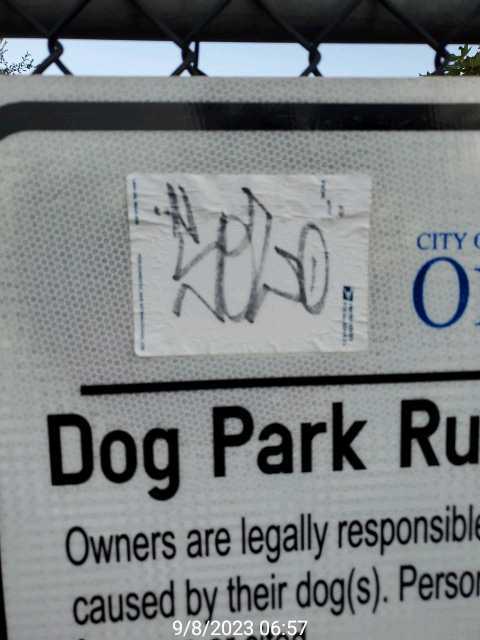 CITY O
Dog Park Ru
Owners are legally responsible
caused by their dog(s). Person
9/8/2023 06:57